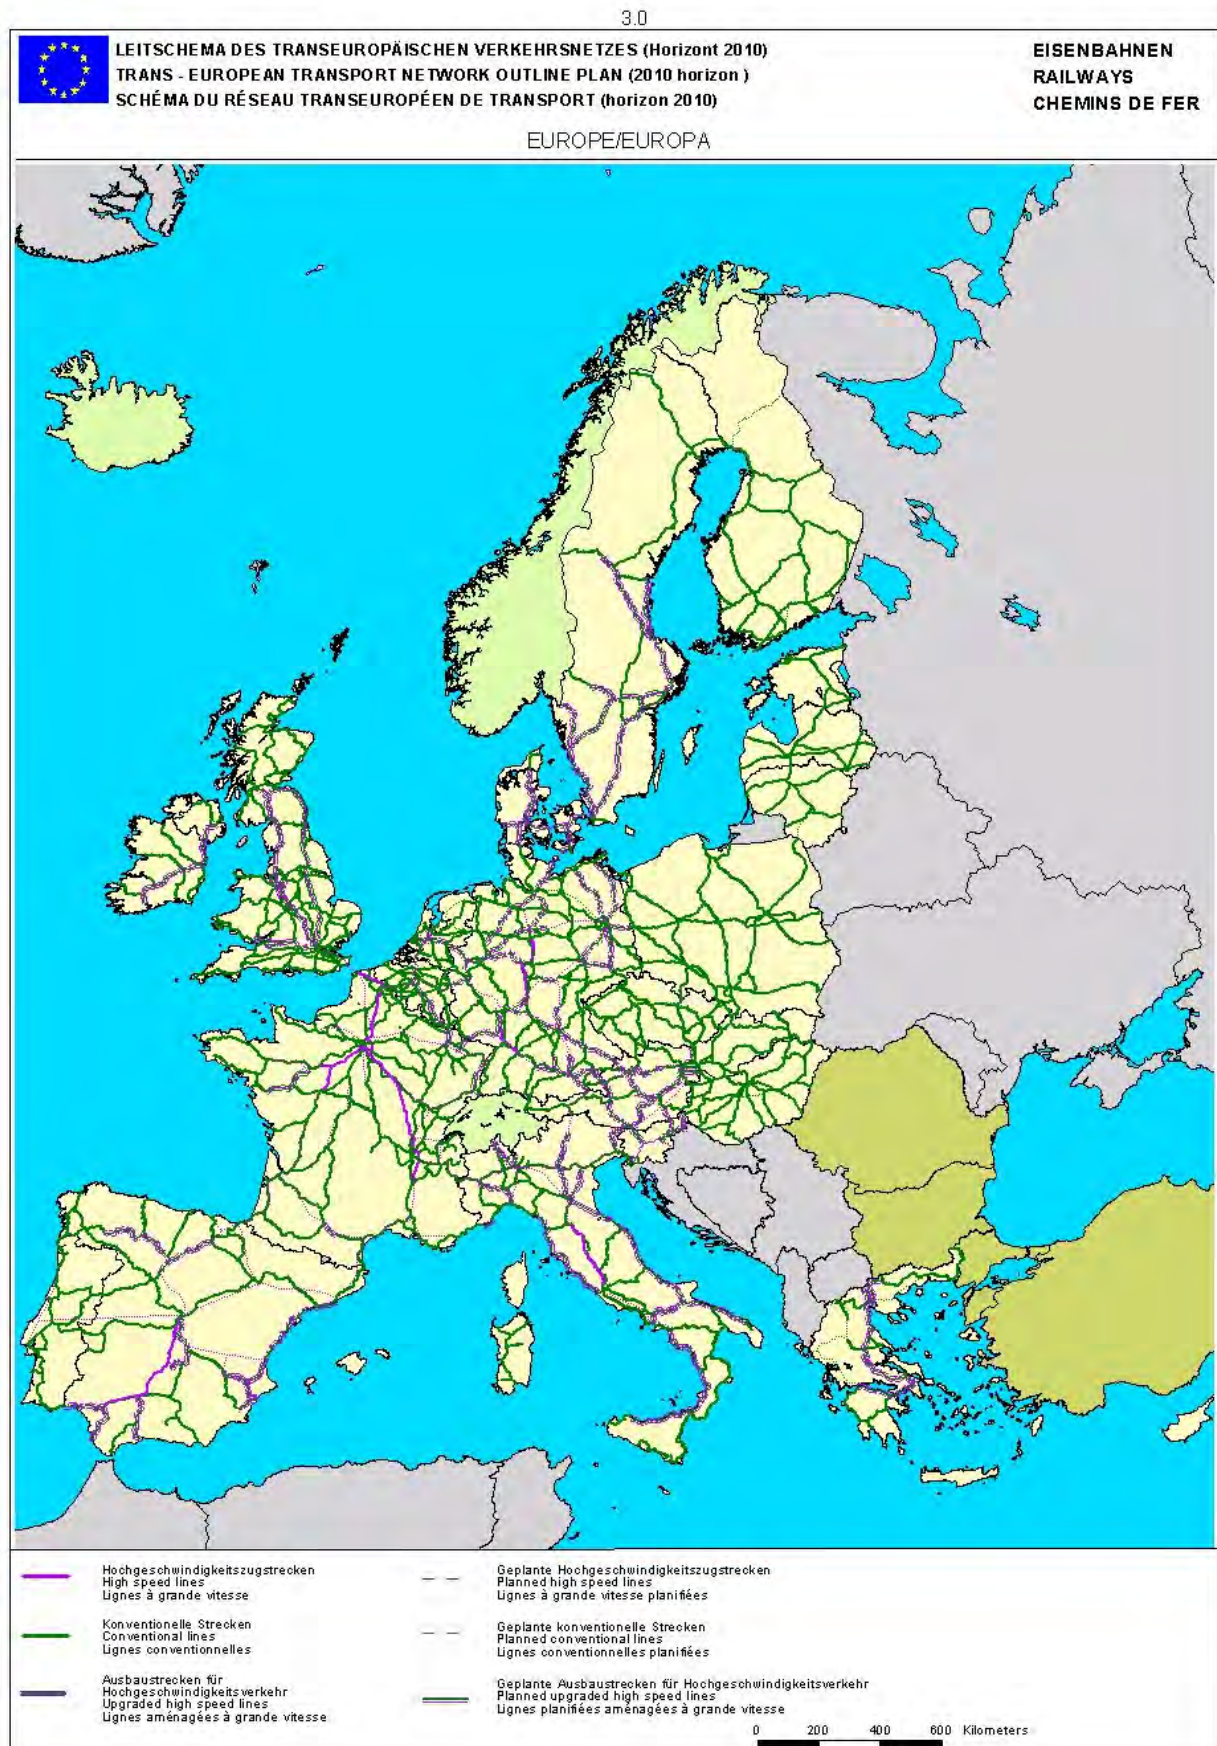 3.0
LEITSCHEMA DES TRANSEUROPÄISCHEN VERKEHRSNETZES (Horizont 2010)
TRANS - EUROPEAN TRANSPORT NETWORK OUTLINE PLAN (2010 horizon )
SCHÉMA DU RÉSEAU TRANSEUROPÉEN DE TRANSPORT (horizon 2010)
EISENBAHNEN
RAILWAYS
CHEMINS DE FER
EUROPE/EUROPA
Hochgeschwindigkeitszugstrecken
High speed lines
Lignes à grande vitesse
Konventionelle Strecken
Conventional lines
Lignes conventionnelles
Ausbaustrecken für
Hochgeschwindigkeitsverkehr
Upgraded high speed lines
Lignes aménagées à grande vitesse
Geplante Hochgeschwindigkeitszugstrecken
Planned high speed lines
Lignes à grande vitesse planifiées
Geplante konventionelle Strecken
Planned conventional lines
Lignes conventionnelles planifiées
Geplante Ausbaustrecken für Hochgeschwindigkeitsverkehr
Planned upgraded high speed lines
Lignes planifiées aménagées à grande vitesse
0 200 400 600 Kilometers